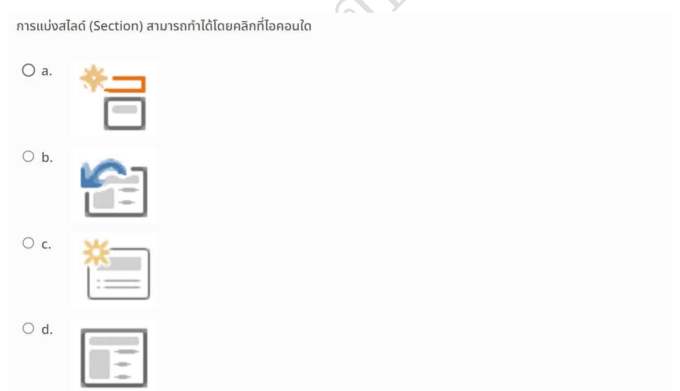 การแบ่งสไลด์ (Section) สามารถทำได้โดยคลิกที่ไอคอนใด
a.
b.
c.
d.